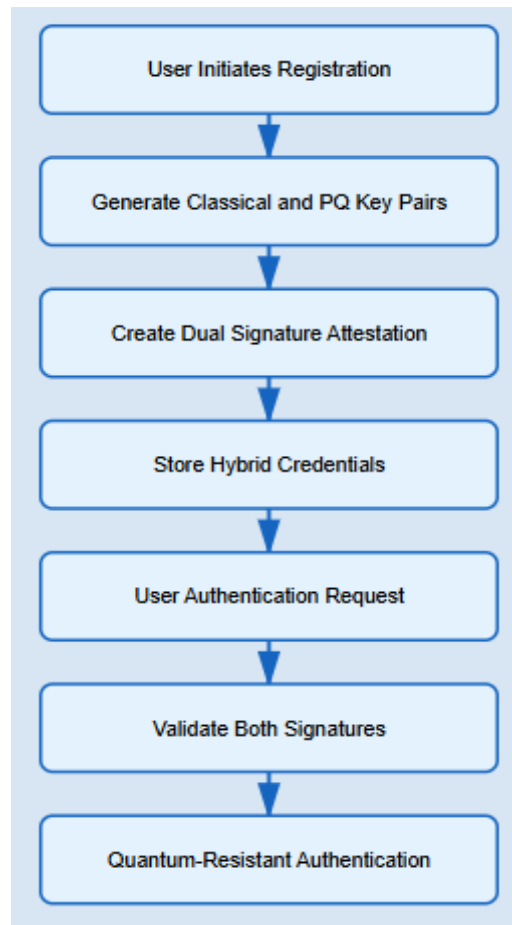 User Initiates Registration
Generate Classical and PQ Key Pairs
Create Dual Signature Attestation
Store Hybrid Credentials
User Authentication Request
Validate Both Signatures
Quantum-Resistant Authentication